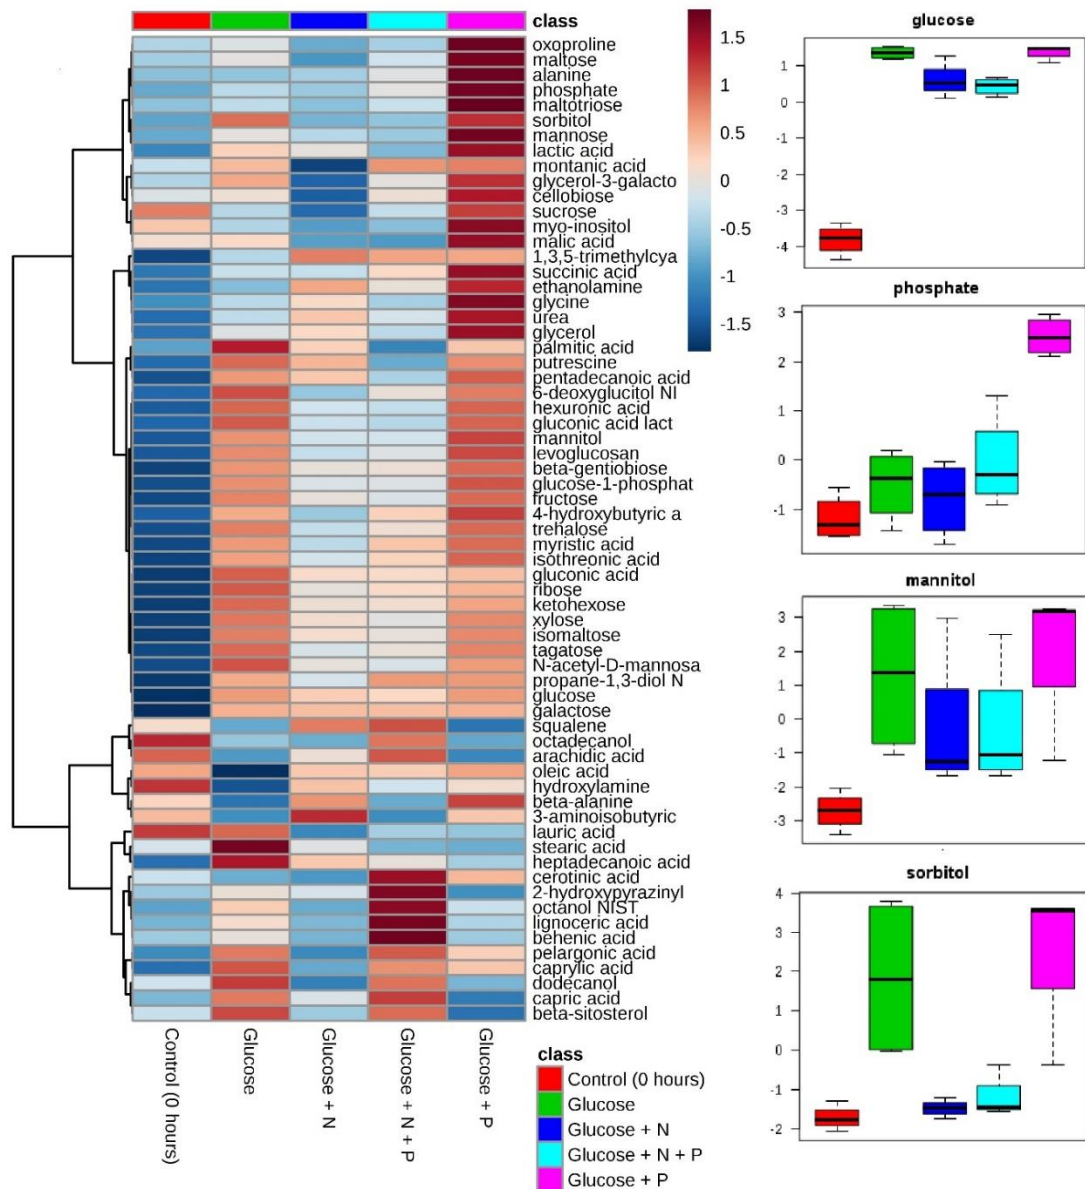 class
oxoproline
maltose
alanine
phosphate
maltotriose
sorbitol
mannose
lactic acid
montanic acid
glycerol-3-galacto
cellobiose
sucrose
myo-inositol
malic acid
1,3,5-trimethylcya
succinic acid
ethanolamine
glycine
urea
glycerol
palmitic acid
putrescine
pentadecanoic acid
6-deoxyglucitol NI
hexuronic acid
gluconic acid lact
mannitol
levoglucosan
beta-gentiobiose
glucose-1-phosphat
fructose
4-hydroxybutyric a
trehalose
myristic acid
isothreonic acid
gluconic acid
ribose
ketohexose
xylose
isomaltose
tagatose
N-acetyl-D-mannosa
propane-1,3-diol N
glucose
galactose
squalene
octadecanol
arachidic acid
oleic acid
hydroxylamine
beta-alanine
3-aminoisobutyric
lauric acid
stearic acid
heptadecanoic acid
cerotinic acid
2-hydroxypyrazinyl
octanol NIST
lignoceric acid
behenic acid
pelargonic acid
caprylic acid
dodecanol
capric acid
beta-sitosterol
Control (0 hours)
Glucose
Glucose + N
Glucose + N + P
Glucose + P
1.5
1
0.5
0
-0.5
-1
-1.5
class
Control (0 hours)
Glucose
Glucose + N
Glucose + N + P
Glucose + P
glucose
1
0
-1
-2
-3
-4
phosphate
3
2
1
0
-1
mannitol
3
2
1
0
-1
-2
-3
sorbitol
4
3
2
1
0
-1
-2